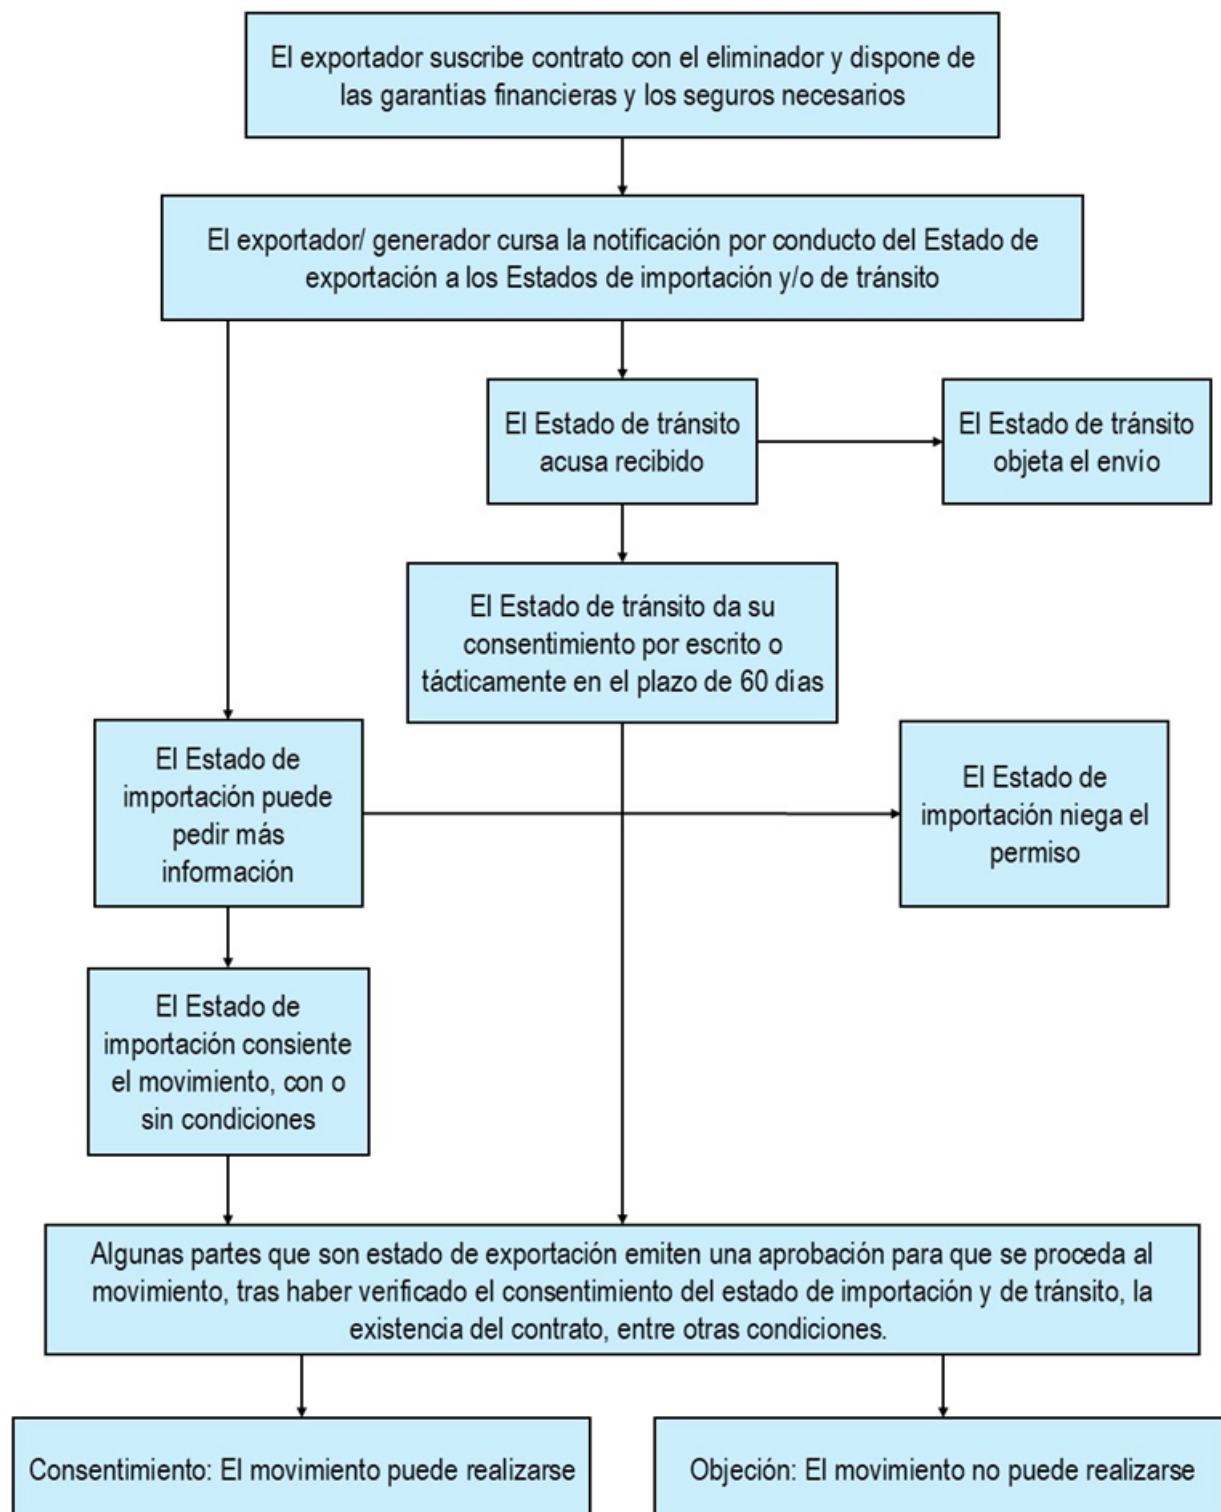 El exportador suscribe contrato con el eliminador y dispone de
las garantías financieras y los seguros necesarios
El exportador/ generador cursa la notificación por conducto del Estado de
exportación a los Estados de importación y/o de tránsito
El Estado de tránsito
acusa recibido
El Estado de tránsito
objeta el envio
El Estado de tránsito da su
consentimiento por escrito o
tácticamente en el plazo de 60 dias
El Estado de
importación puede
pedir más
información
El Estado de
importación niega el
permiso
El Estado de
importación consiente
el movimiento, con o
sin condiciones
Algunas partes que son estado de exportación emiten una aprobación para que se proceda al
movimiento, tras haber verificado el consentimiento del estado de importación y de tránsito, la
existencia del contrato, entre otras condiciones.
Consentimiento: El movimiento puede realizarse
Objeción: El movimiento no puede realizarse